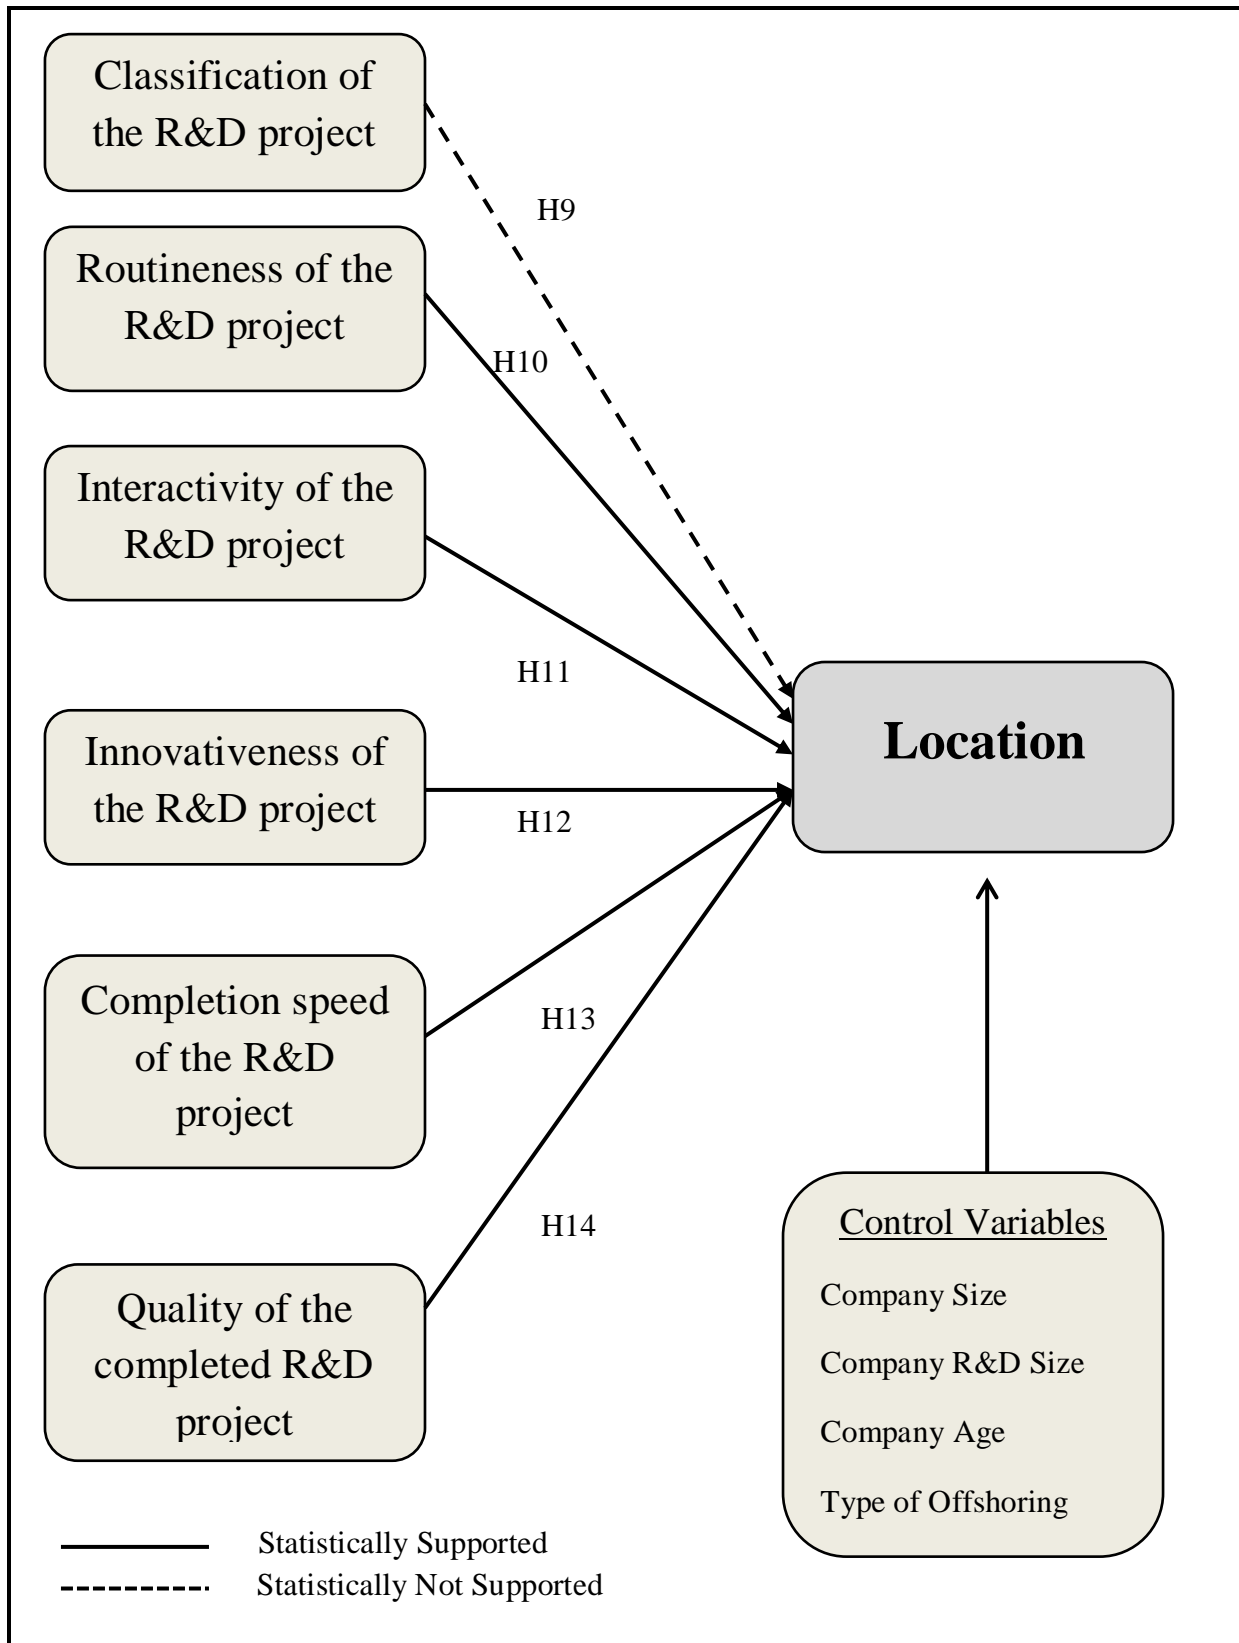 Classification of
the R&D project
H9
Routineness of the
R&D project
H10
Interactivity of the
R&D project
H11
Innovativeness of
the R&D project
H12
Location
Completion speed
of the R&D
project
H13
Quality of the
completed R&D
project
H14
Control Variables
Company Size
Company R&D Size
Company Age
Type of Offshoring
Statistically Supported
Statistically Not Supported